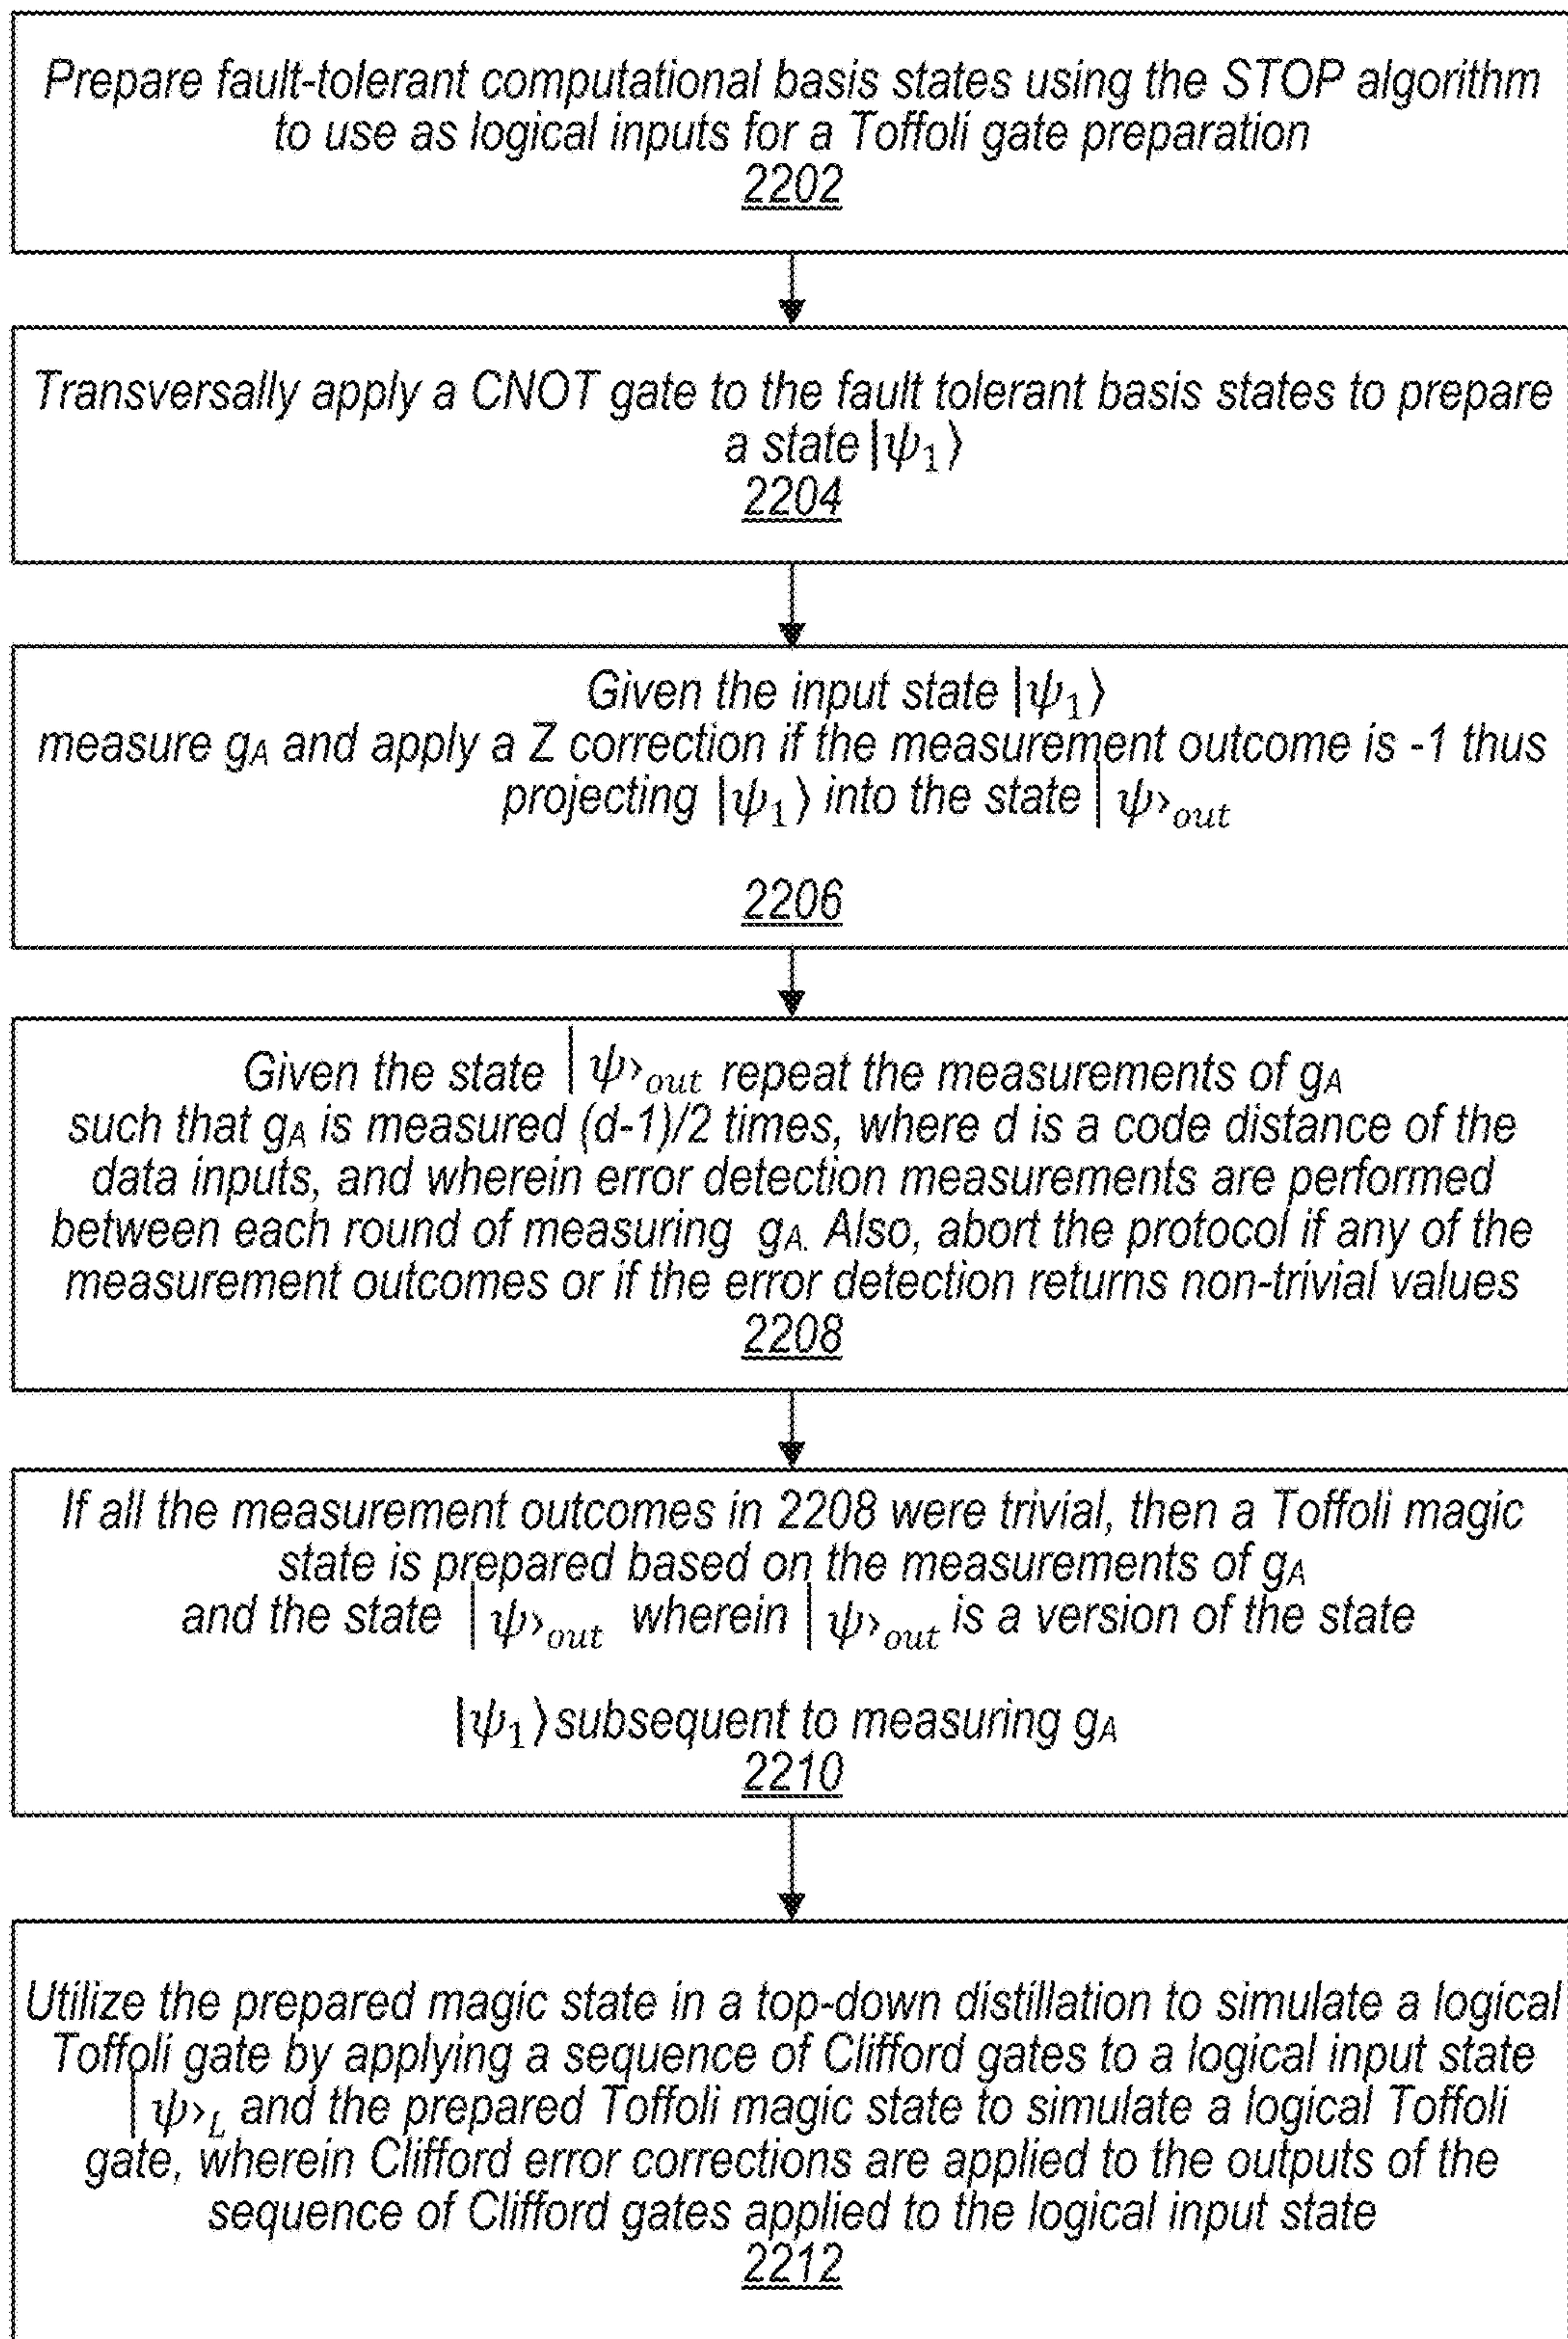 Prepare fault-tolerant computational basis states using the STOP algorithm
to use as logical inputs for a Toffoli gate preparation
2202
Transversally apply a CNOT gate to the fault tolerant basis states to prepare
a state |ψ₁⟩
2204
Given the input state |ψ₁⟩
measure gA and apply a Z correction if the measurement outcome is -1 thus
projecting |ψ₁⟩ into the state |ψ›out
2206
Given the state |ψ›out repeat the measurements of gA
such that gA is measured (d-1)/2 times, where d is a code distance of the
data inputs, and wherein error detection measurements are performed
between each round of measuring gA. Also, abort the protocol if any of the
measurement outcomes or if the error detection returns non-trivial values
2208
If all the measurement outcomes in 2208 were trivial, then a Toffoli magic
state is prepared based on the measurements of gA
and the state |ψ›out wherein |ψ›out is a version of the state
|ψ₁⟩ subsequent to measuring gA
2210
Utilize the prepared magic state in a top-down distillation to simulate a logical
Toffoli gate by applying a sequence of Clifford gates to a logical input state
|ψ›L and the prepared Toffoli magic state to simulate a logical Toffoli
gate, wherein Clifford error corrections are applied to the outputs of the
sequence of Clifford gates applied to the logical input state
2212